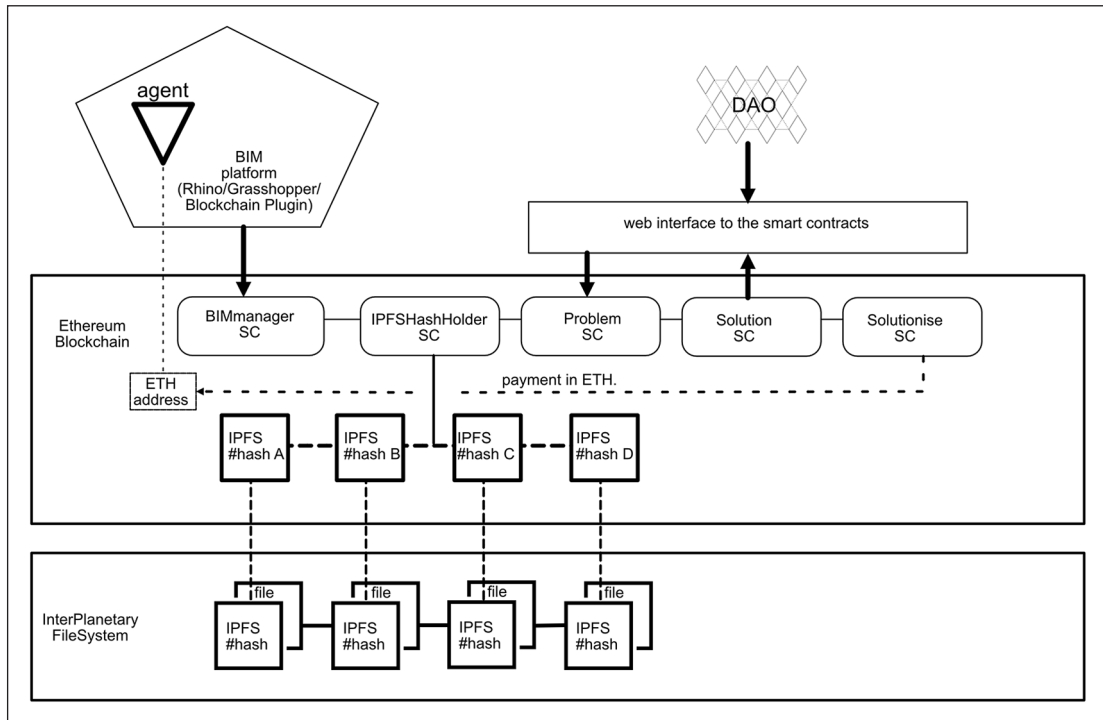 agent
BIM
platform
(Rhino/Grasshopper/
Blockchain Plugin)
DAO
web interface to the smart contracts
Ethereum
Blockchain
BIMmanager
SC
IPFSHashHolder
SC
Problem
SC
Solution
SC
Solutionise
SC
ETH
address
payment in ETH.
IPFS
#hash A
IPFS
#hash B
IPFS
#hash C
IPFS
#hash D
InterPlanetary
FileSystem
file
IPFS
#hash
file
IPFS
#hash
file
IPFS
#hash
file
IPFS
#hash